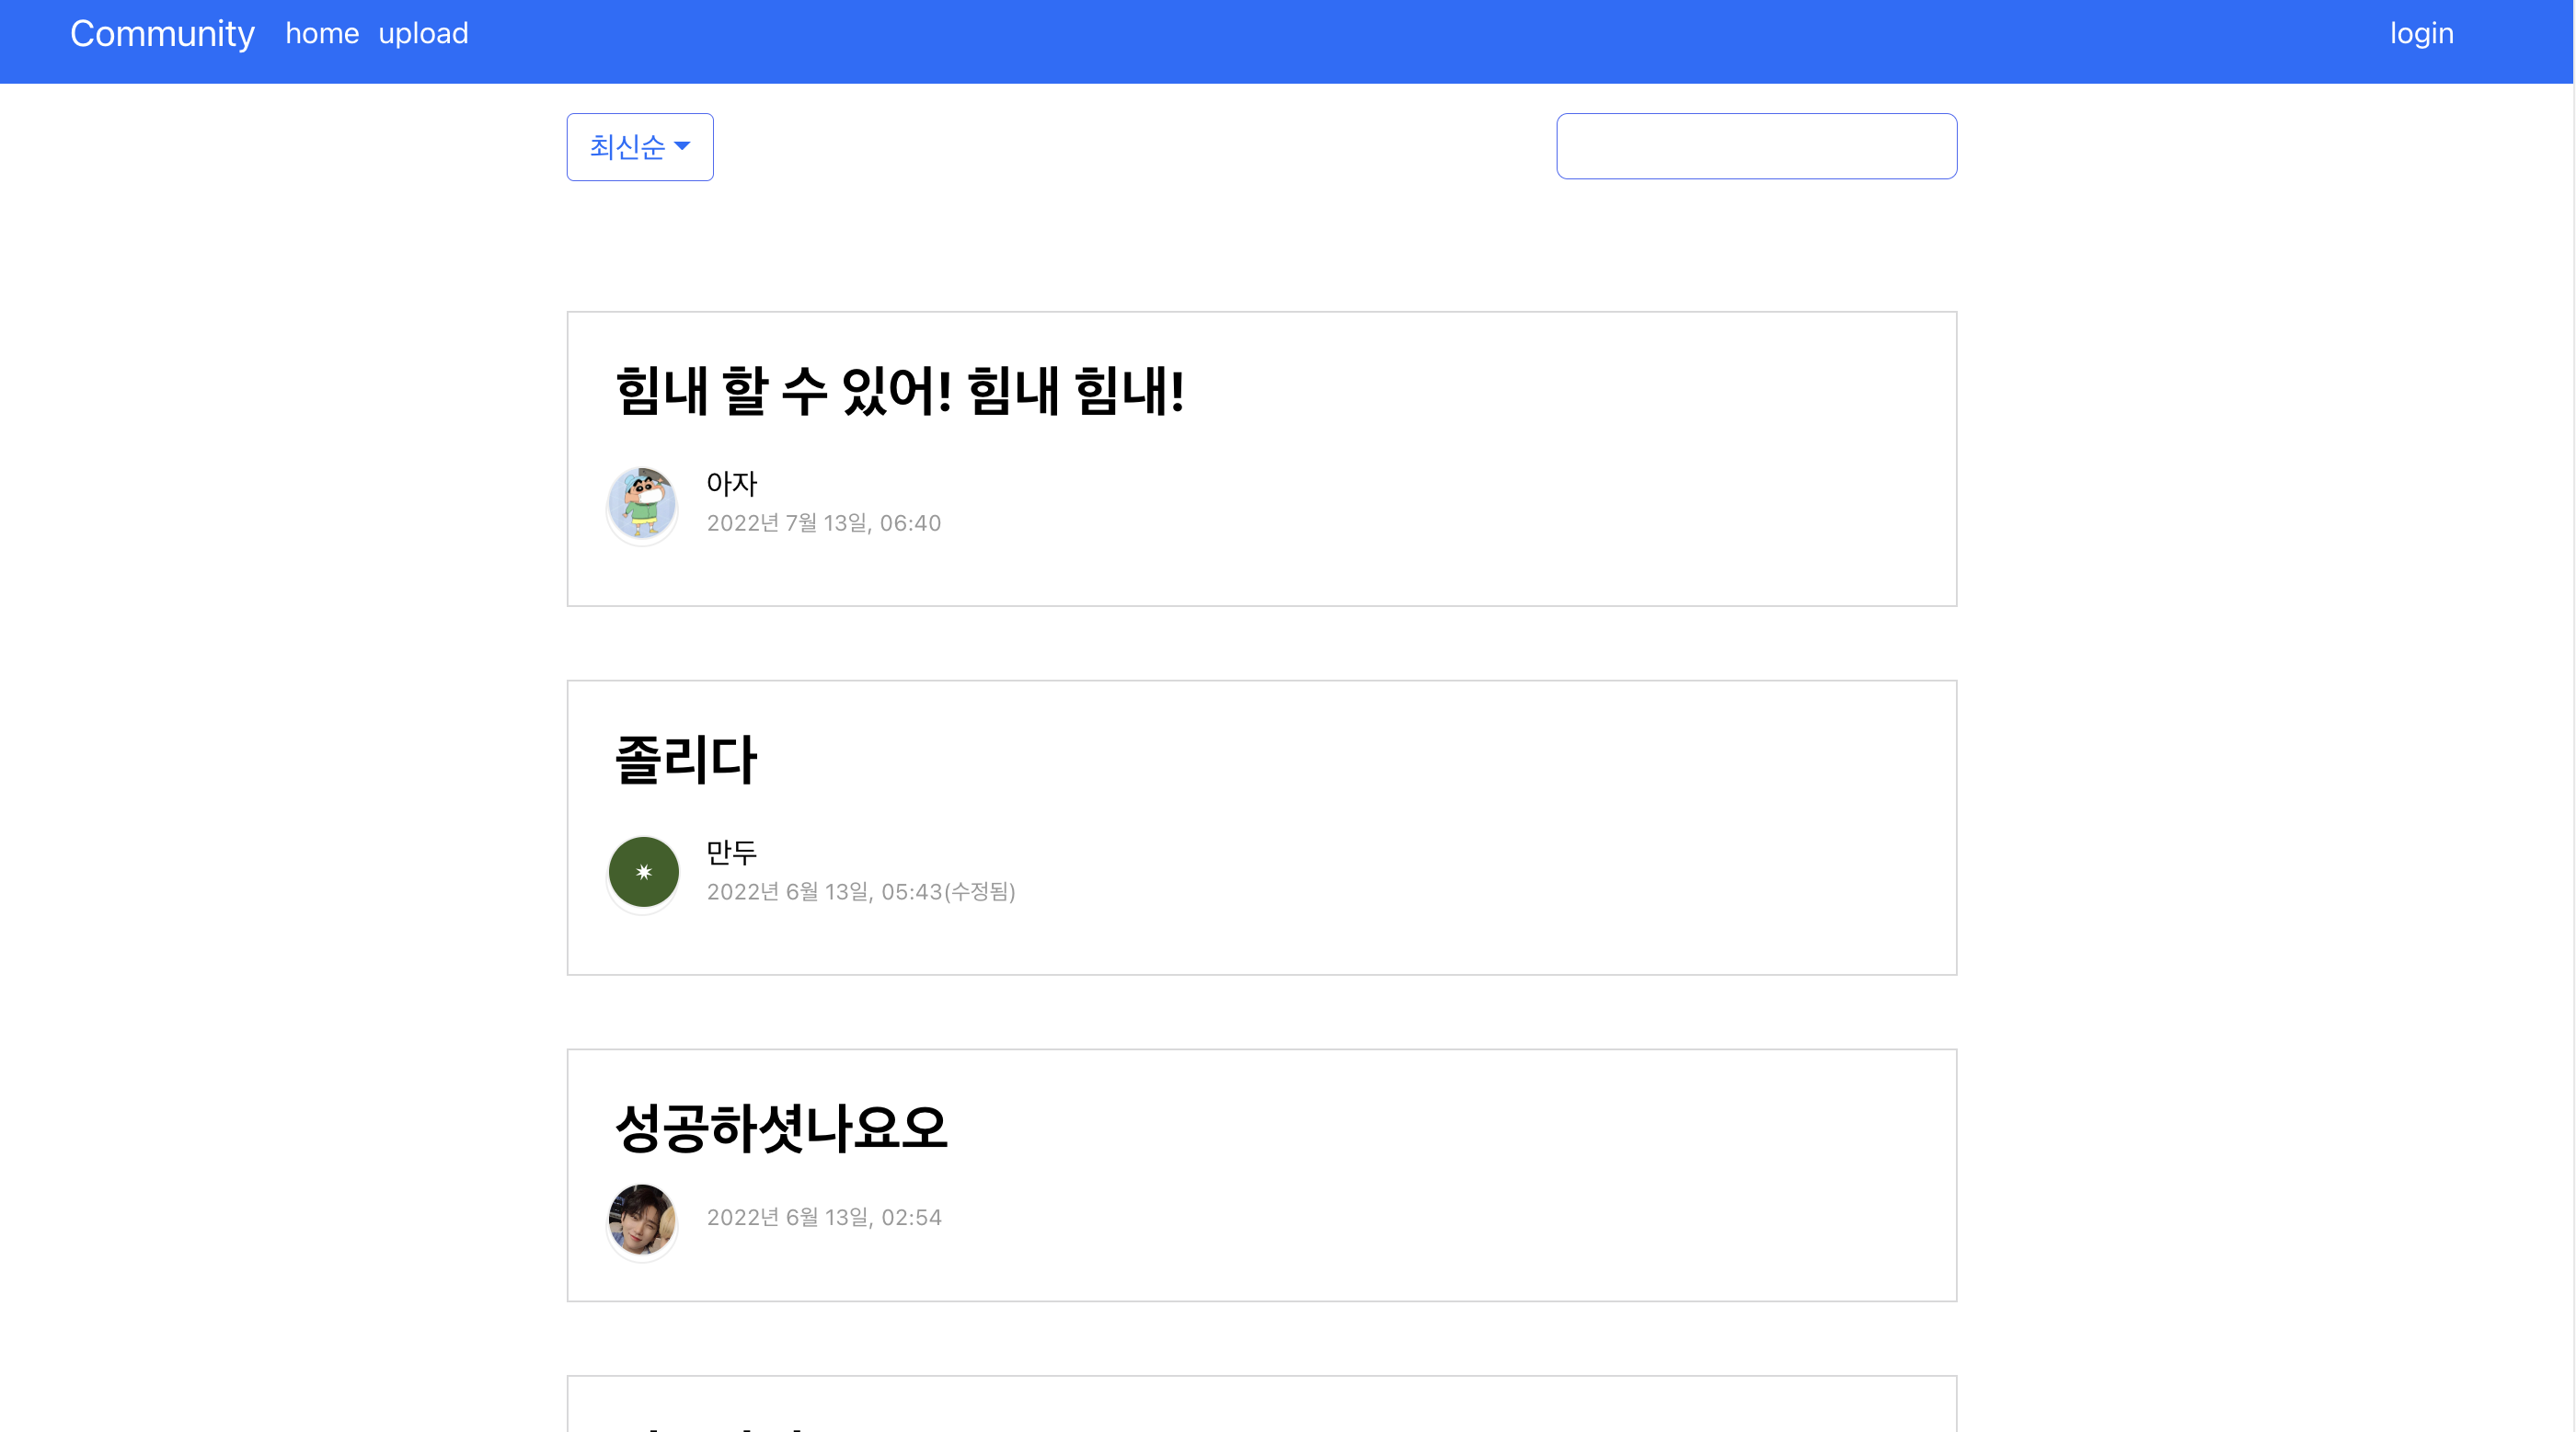 Community home upload login
최신순
힘내 할 수 있어! 힘내 힘내!
아자
2022년 7월 13일, 06:40
졸리다
만두
2022년 6월 13일, 05:43(수정됨)
성공하셧나요오
2022년 6월 13일, 02:54